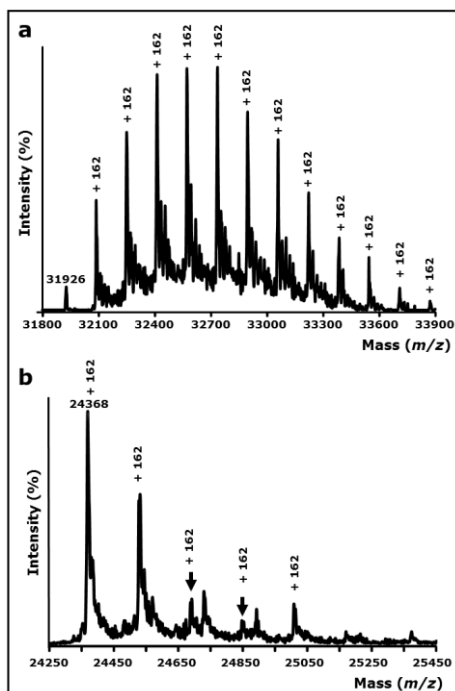 a
+ 162
+ 162
+ 162
+ 162
+ 162
+ 162
+ 162
+ 162
+ 162
+ 162
+ 162
+ 162
31926
Intensity (%)
31800 32100 32400 32700 33000 33300 33600 33900
Mass (m/z)
b
+ 162
24368
+ 162
+ 162
+ 162
+ 162
Intensity (%)
24250 24450 24650 24850 25050 25250 25450
Mass (m/z)